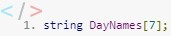 </>
1. string DayNames[7];